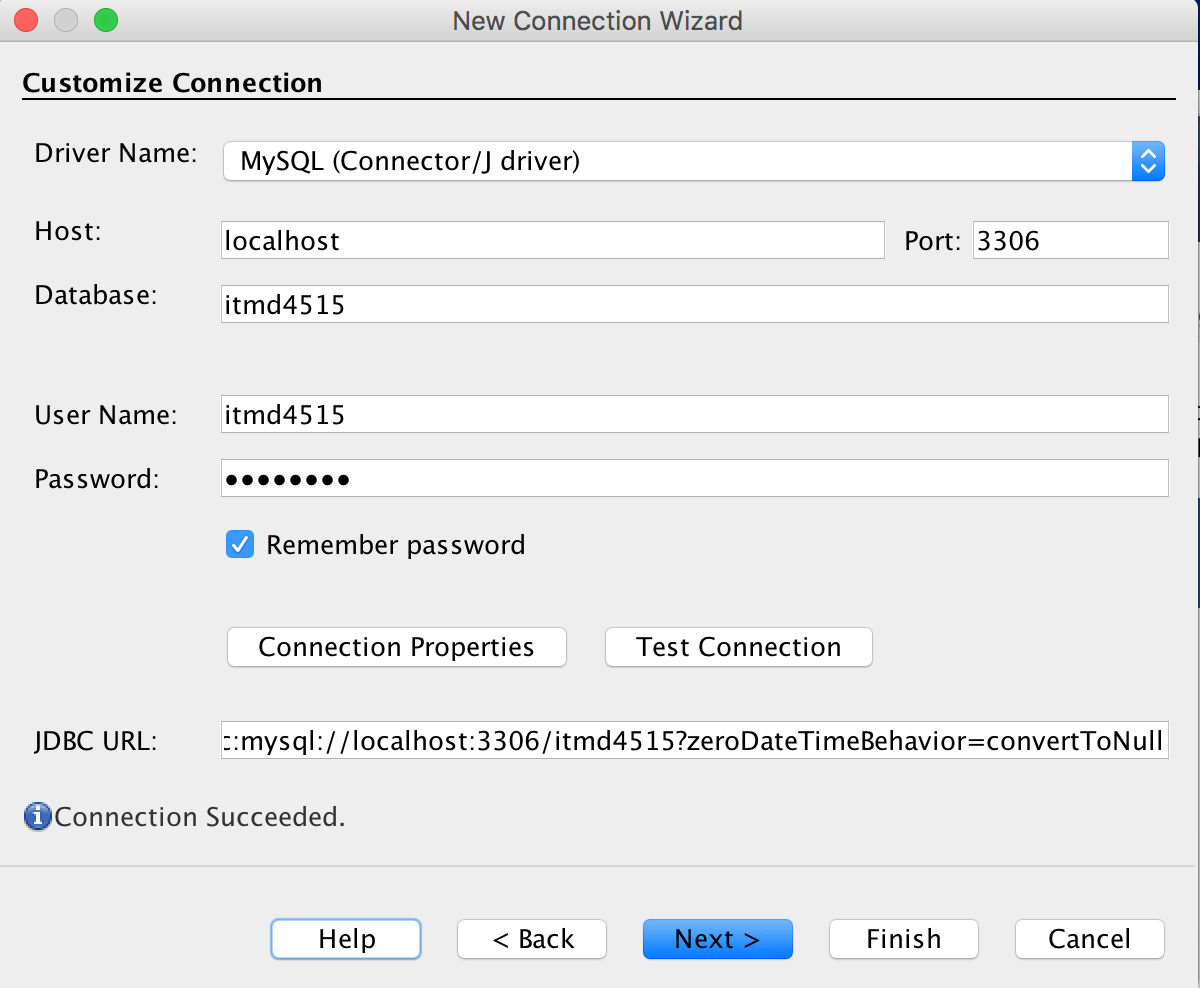 New Connection Wizard
Customize Connection
Driver Name: MySQL (Connector/J driver)
Host: localhost Port: 3306
Database: itmd4515
User Name: itmd4515
Password: ••••••••
Remember password
Connection Properties Test Connection
JDBC URL: :mysql://localhost:3306/itmd4515?zeroDateTimeBehavior=convertToNull
Connection Succeeded.
Help < Back Next > Finish Cancel